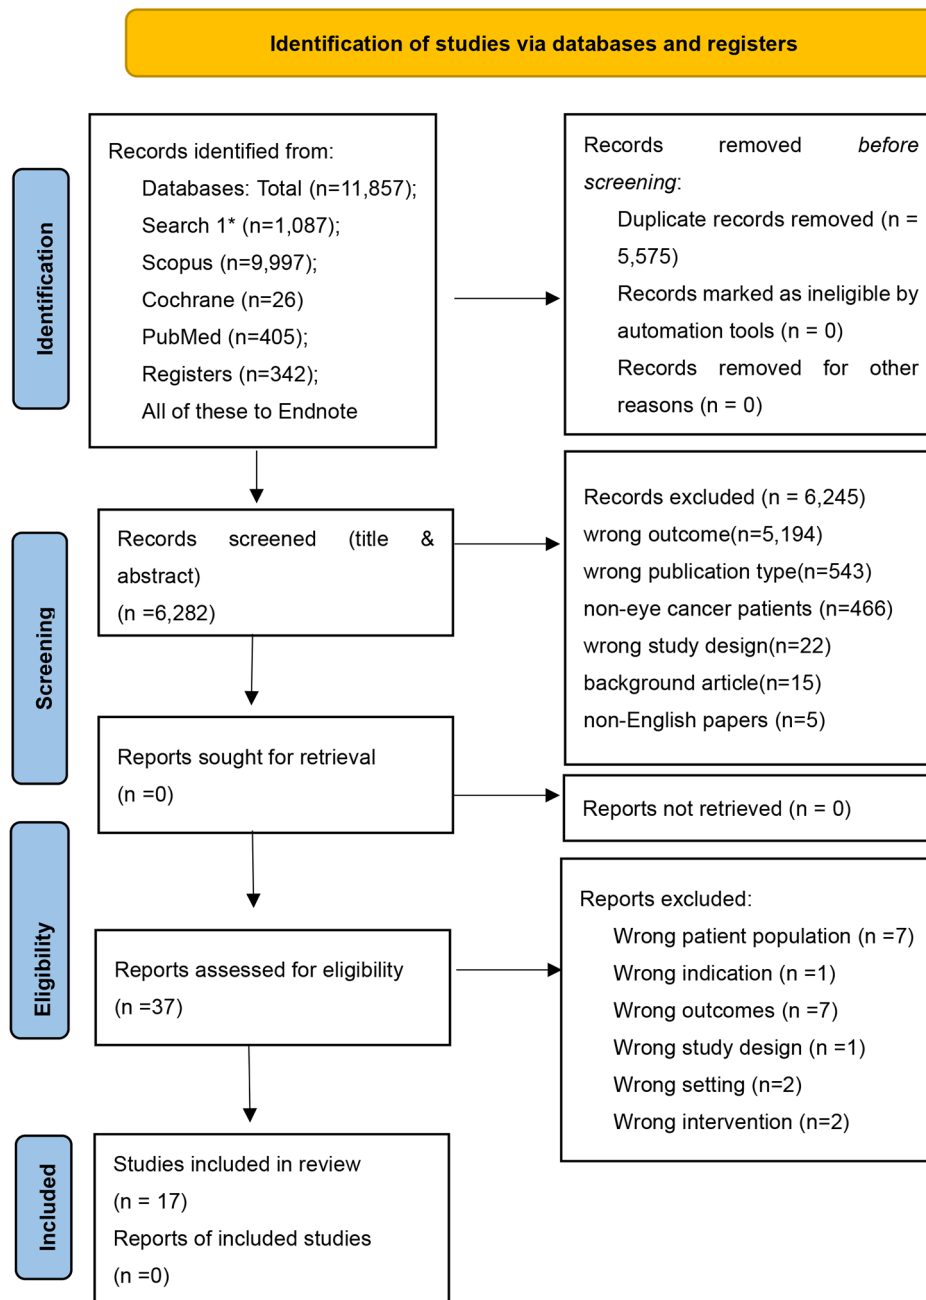 Identification of studies via databases and registers
Identification
Records identified from:
Databases: Total (n=11,857);
Search 1* (n=1,087);
Scopus (n=9,997);
Cochrane (n=26)
PubMed (n=405);
Registers (n=342);
All of these to Endnote
Records removed before
screening:
Duplicate records removed (n =
5,575)
Records marked as ineligible by
automation tools (n = 0)
Records removed for other
reasons (n = 0)
Screening
Records screened (title &
abstract)
(n =6,282)
Records excluded (n = 6,245)
wrong outcome(n=5,194)
wrong publication type(n=543)
non-eye cancer patients (n=466)
wrong study design(n=22)
background article(n=15)
non-English papers (n=5)
Reports sought for retrieval
(n =0)
Reports not retrieved (n = 0)
Eligibility
Reports assessed for eligibility
(n =37)
Reports excluded:
Wrong patient population (n =7)
Wrong indication (n =1)
Wrong outcomes (n =7)
Wrong study design (n =1)
Wrong setting (n=2)
Wrong intervention (n=2)
Included
Studies included in review
(n = 17)
Reports of included studies
(n =0)